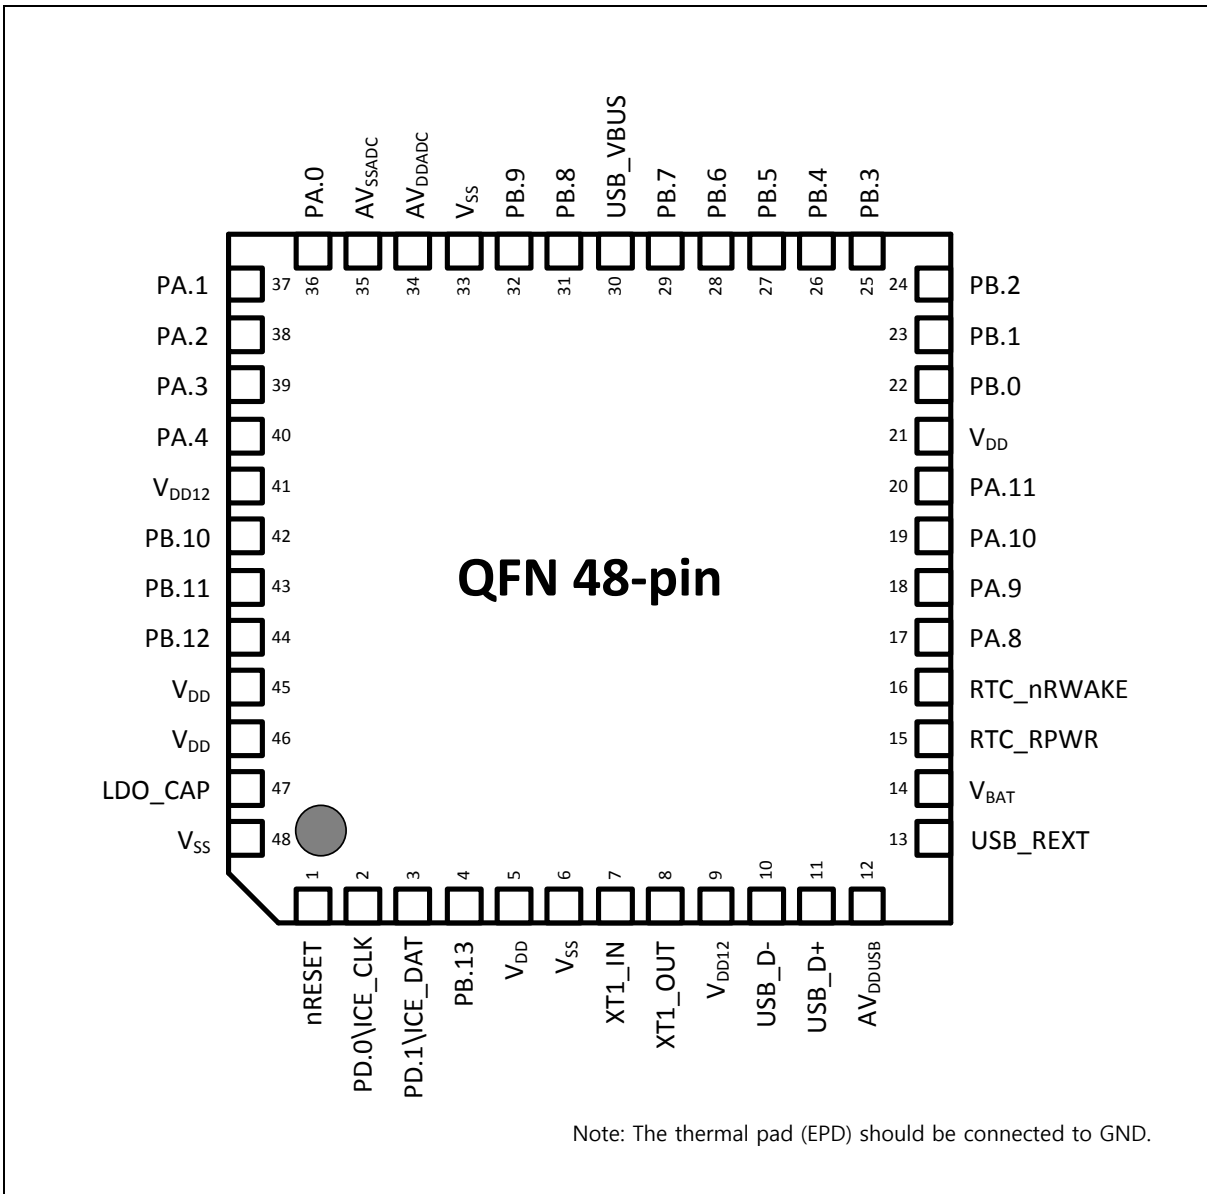 PA.0 AVSSADC AVDDADC VSS PB.9 PB.8 USB_VBUS PB.7 PB.6 PB.5 PB.4 PB.3
36 35 34 33 32 31 30 29 28 27 26 25
PA.1 37 24 PB.2
PA.2 38 23 PB.1
PA.3 39 22 PB.0
PA.4 40 21 VDD
VDD12 41 20 PA.11
PB.10 42 19 PA.10
QFN 48-pin
PB.11 43 18 PA.9
PB.12 44 17 PA.8
VDD 45 16 RTC_nRWAKE
VDD 46 15 RTC_RPWR
LDO_CAP 47 14 VBAT
VSS 48 13 USB_REXT
1 2 3 4 5 6 7 8 9 10 11 12
nRESET PD.0\ICE_CLK PD.1\ICE_DAT PB.13 VDD VSS XT1_IN XT1_OUT VDD12 USB_D- USB_D+ AVDDUSB
Note: The thermal pad (EPD) should be connected to GND.